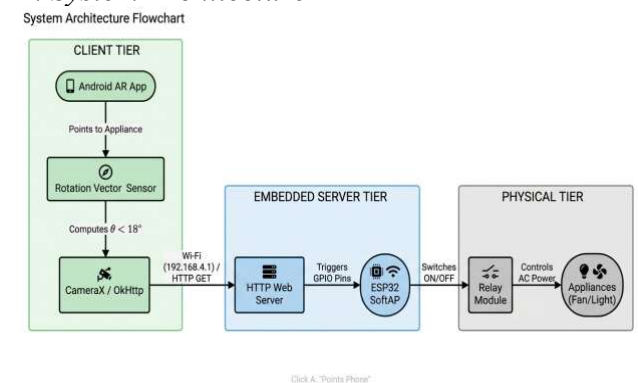 System Architecture Flowchart
CLIENT TIER
Android AR App
Points to Appliance
Rotation Vector Sensor
Computes θ < 18°
CameraX / OkHttp
Wi-Fi
(192.168.4.1) /
HTTP GET
EMBEDDED SERVER TIER
HTTP Web
Server
Triggers
GPIO Pins
ESP32
SoftAP
Switches
ON/OFF
PHYSICAL TIER
Relay
Module
Controls
AC Power
Appliances
(Fan/Light)
Click A: "Points Phone"